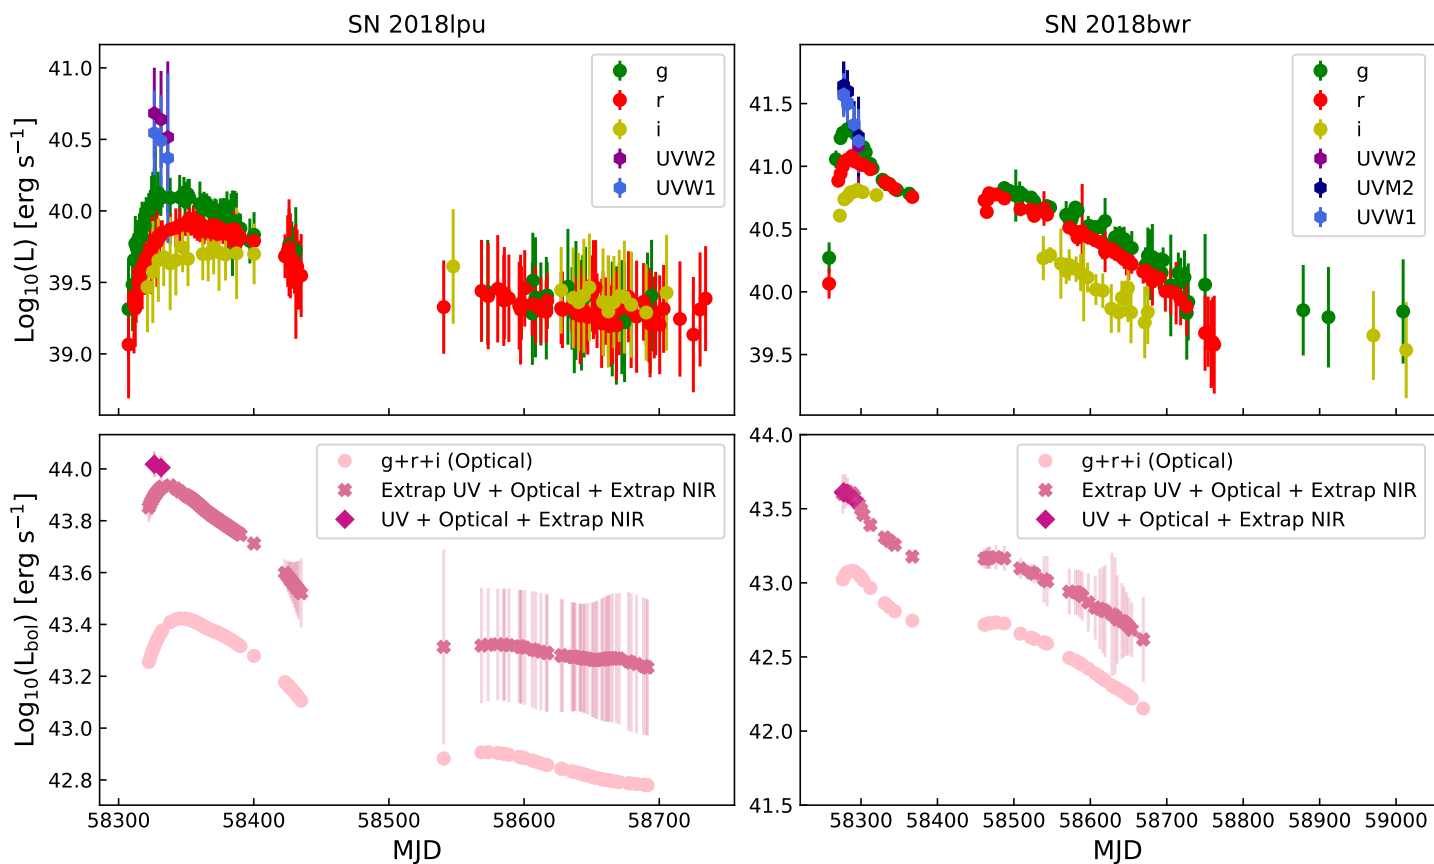 SN 2018lpu
SN 2018bwr
Log₁₀(L) [erg s⁻¹]
41.0
40.5
40.0
39.5
39.0
g
r
i
UVW2
UVW1
41.5
41.0
40.5
40.0
39.5
g
r
i
UVW2
UVM2
UVW1
Log₁₀(L_bol) [erg s⁻¹]
44.0
43.8
43.6
43.4
43.2
43.0
42.8
g+r+i (Optical)
Extrap UV + Optical + Extrap NIR
UV + Optical + Extrap NIR
58300 58400 58500 58600 58700
MJD
44.0
43.5
43.0
42.5
42.0
41.5
g+r+i (Optical)
Extrap UV + Optical + Extrap NIR
UV + Optical + Extrap NIR
58300 58400 58500 58600 58700 58800 58900 59000
MJD